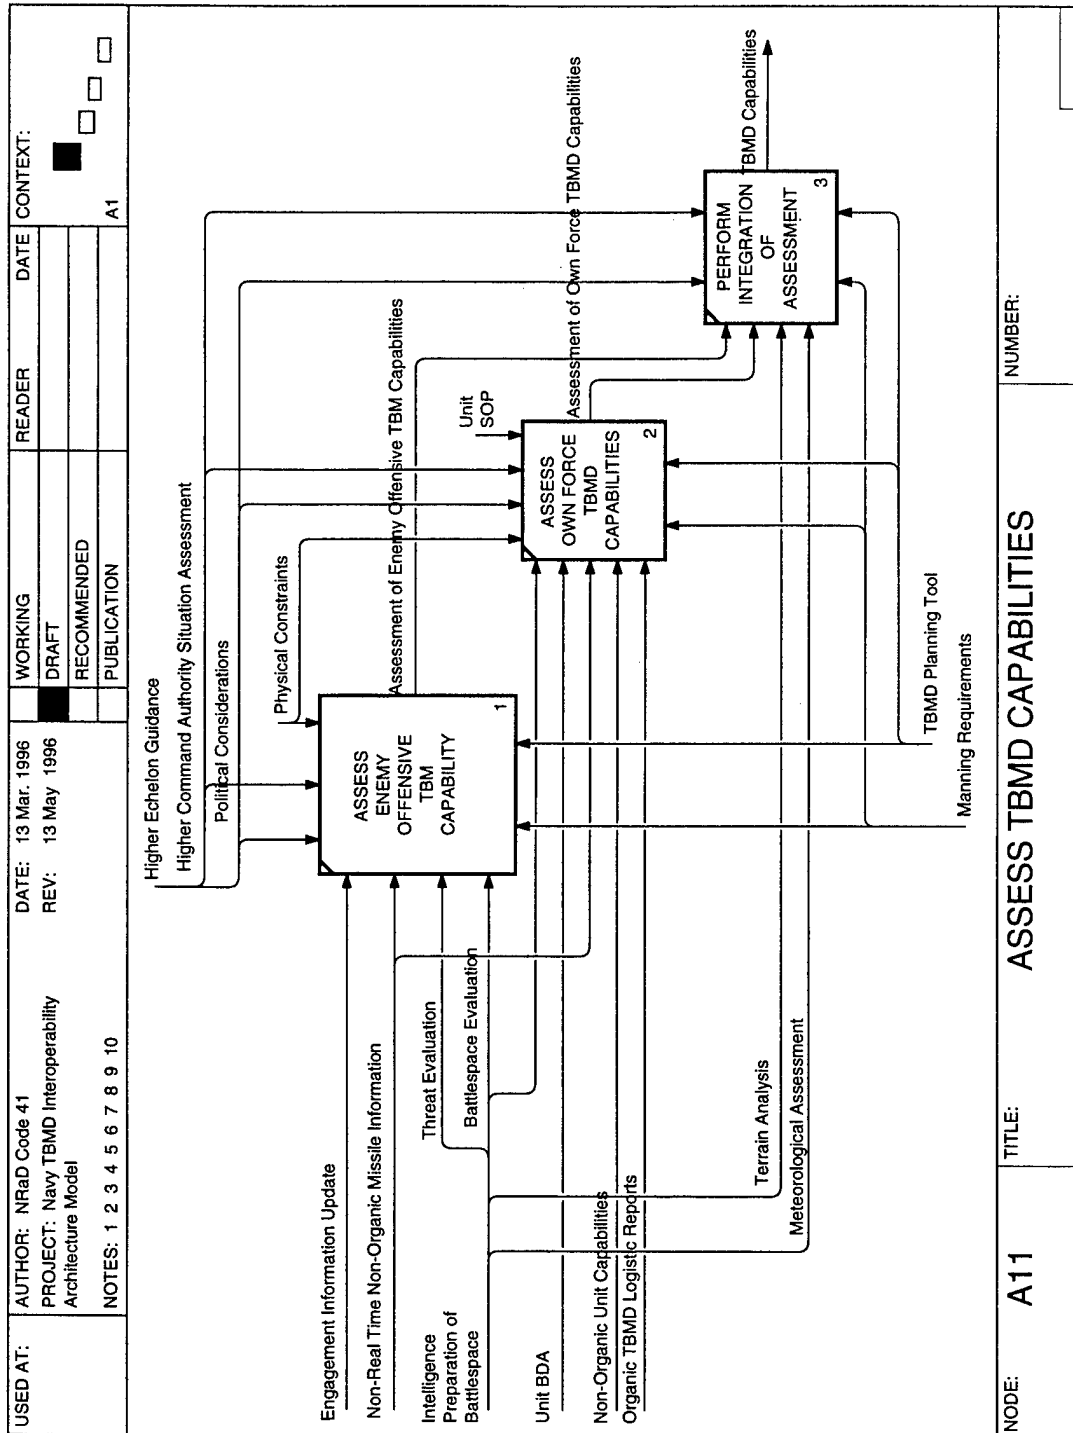 USED AT:
AUTHOR: NRaD Code 41
PROJECT: Navy TBMD Interoperability
Architecture Model
NOTES: 1 2 3 4 5 6 7 8 9 10
DATE: 13 Mar. 1996
REV: 13 May 1996
WORKING
DRAFT
RECOMMENDED
PUBLICATION
READER
DATE
CONTEXT:
A1
Higher Echelon Guidance
Higher Command Authority Situation Assessment
Political Considerations
Physical Constraints
Unit
SOP
Engagement Information Update
Non-Real Time Non-Organic Missile Information
Intelligence
Preparation of
Battlespace
Threat Evaluation
Battlespace Evaluation
Unit BDA
Non-Organic Unit Capabilities
Organic TBMD Logistic Reports
Terrain Analysis
Meteorological Assessment
ASSESS
ENEMY
OFFENSIVE
TBM
CAPABILITY
1
Assessment of Enemy Offensive TBM Capabilities
ASSESS
OWN FORCE
TBMD
CAPABILITIES
2
Assessment of Own Force TBMD Capabilities
PERFORM
INTEGRATION
OF
ASSESSMENT
3
TBMD Capabilities
TBMD Planning Tool
Manning Requirements
NODE:
A11
TITLE:
ASSESS TBMD CAPABILITIES
NUMBER: